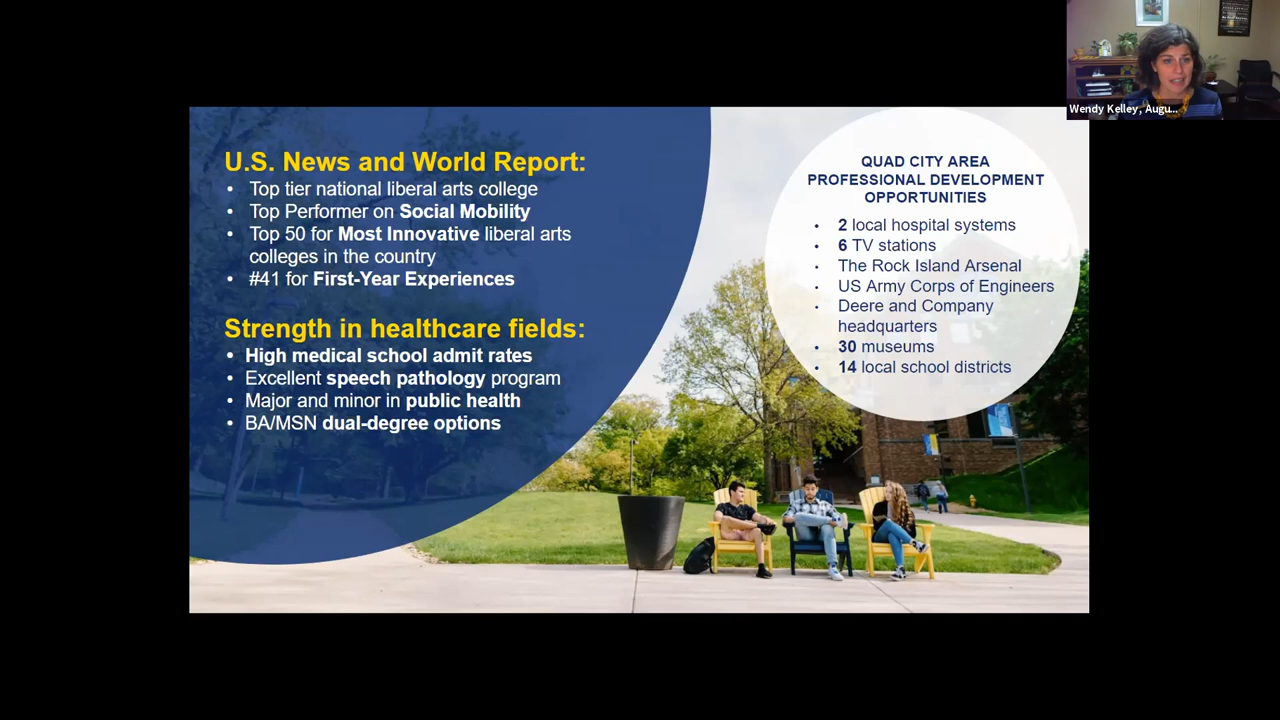 U.S. News and World Report:
• Top tier national liberal arts college
• Top Performer on Social Mobility
• Top 50 for Most Innovative liberal arts
colleges in the country
• #41 for First-Year Experiences
Strength in healthcare fields:
• High medical school admit rates
• Excellent speech pathology program
• Major and minor in public health
• BA/MSN dual-degree options
QUAD CITY AREA
PROFESSIONAL DEVELOPMENT
OPPORTUNITIES
• 2 local hospital systems
• 6 TV stations
• The Rock Island Arsenal
• US Army Corps of Engineers
• Deere and Company
headquarters
• 30 museums
• 14 local school districts
Wendy Kelley, Augu...